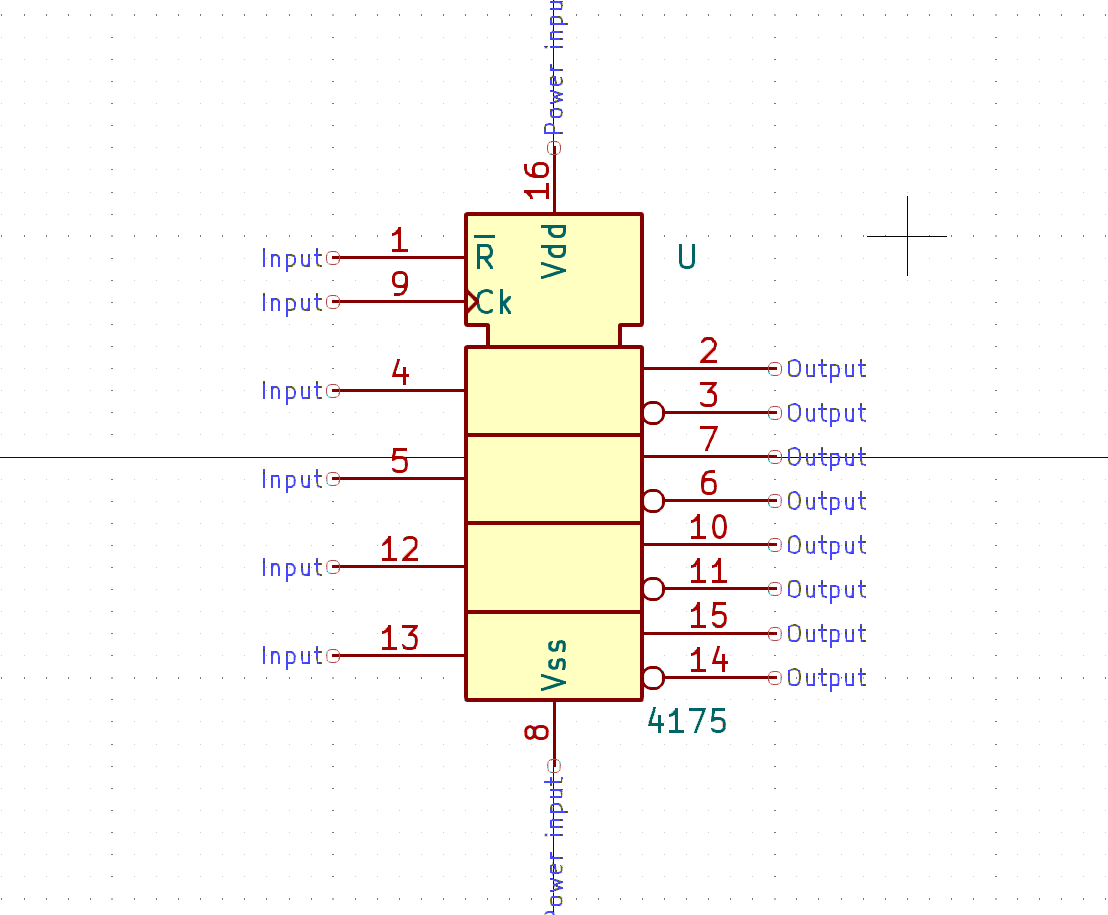 Power input
16
Vdd
U
Input 1 R̅
Input 9 Ck
2 Output
Input 4
3 Output
7 Output
Input 5
6 Output
10 Output
Input 12
11 Output
15 Output
Input 13
14 Output
Vss
4175
8
Power input